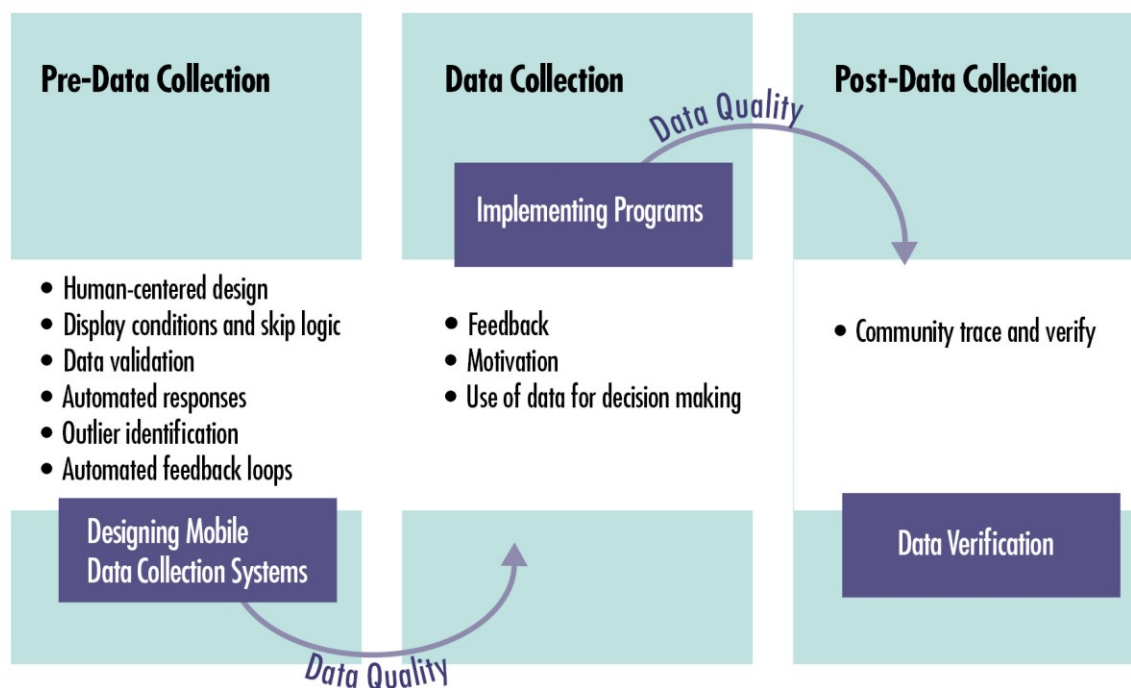 Pre-Data Collection
• Human-centered design
• Display conditions and skip logic
• Data validation
• Automated responses
• Outlier identification
• Automated feedback loops
Designing Mobile
Data Collection Systems
Data Quality
Data Collection
Implementing Programs
• Feedback
• Motivation
• Use of data for decision making
Data Quality
Post-Data Collection
• Community trace and verify
Data Verification